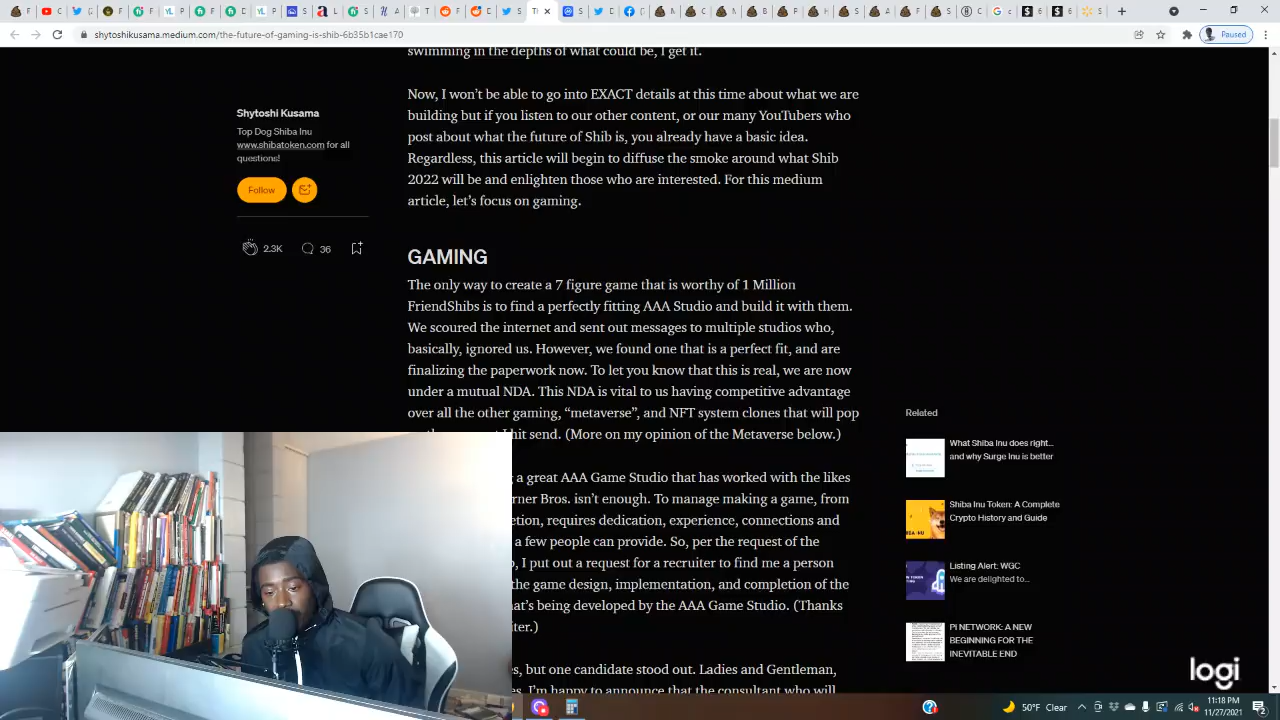 shytoshikusama.medium.com/the-future-of-gaming-is-shib-6b35b1cae170
Paused
swimming in the depths of what could be, I get it.
Now, I won't be able to go into EXACT details at this time about what we are
building but if you listen to our other content, or our many YouTubers who
post about what the future of Shib is, you already have a basic idea.
Regardless, this article will begin to diffuse the smoke around what Shib
2022 will be and enlighten those who are interested. For this medium
article, let's focus on gaming.
Shytoshi Kusama
Top Dog Shiba Inu
www.shibatoken.com for all
questions!
Follow
2.3K
36
GAMING
The only way to create a 7 figure game that is worthy of 1 Million
FriendShibs is to find a perfectly fitting AAA Studio and build it with them.
We scoured the internet and sent out messages to multiple studios who,
basically, ignored us. However, we found one that is a perfect fit, and are
finalizing the paperwork now. To let you know that this is real, we are now
under a mutual NDA. This NDA is vital to us having competitive advantage
over all the other gaming, “metaverse”, and NFT system clones that will pop
I hit send. (More on my opinion of the Metaverse below.)
g a great AAA Game Studio that has worked with the likes
rner Bros. isn't enough. To manage making a game, from
etion, requires dedication, experience, connections and
a few people can provide. So, per the request of the
o, I put out a request for a recruiter to find me a person
the game design, implementation, and completion of the
at's being developed by the AAA Game Studio. (Thanks
iter.)
s, but one candidate stood out. Ladies and Gentleman,
s. I'm happy to announce that the consultant who will
Related
What Shiba Inu does right...
and why Surge Inu is better
Shiba Inu Token: A Complete
Crypto History and Guide
Listing Alert: WGC
We are delighted to...
PI NETWORK: A NEW
BEGINNING FOR THE
INEVITABLE END
logi
50°F Clear
11:18 PM
11/27/2021